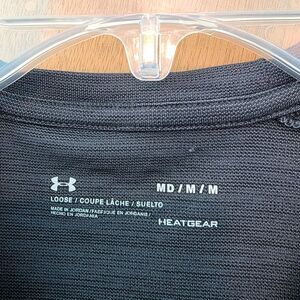 MD / M / M
LOOSE / COUPE LÂCHE / SUELTO
MADE IN JORDAN / FABRIQUÉ EN JORDANIE /
HECHO EN JORDANIA
HEATGEAR